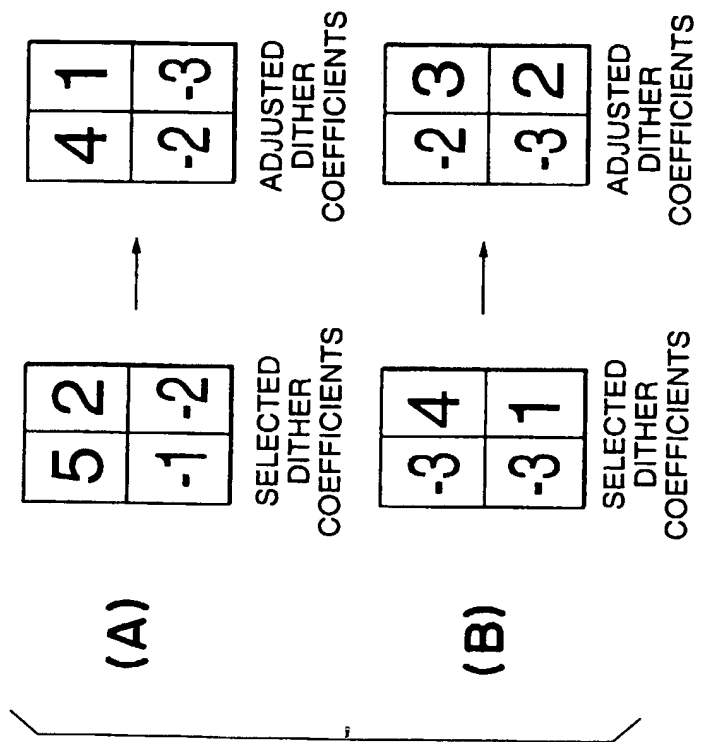 (A)
5 2
-1 -2
SELECTED
DITHER
COEFFICIENTS
4 1
-2 -3
ADJUSTED
DITHER
COEFFICIENTS
(B)
-3 4
-3 1
SELECTED
DITHER
COEFFICIENTS
-2 3
-3 2
ADJUSTED
DITHER
COEFFICIENTS